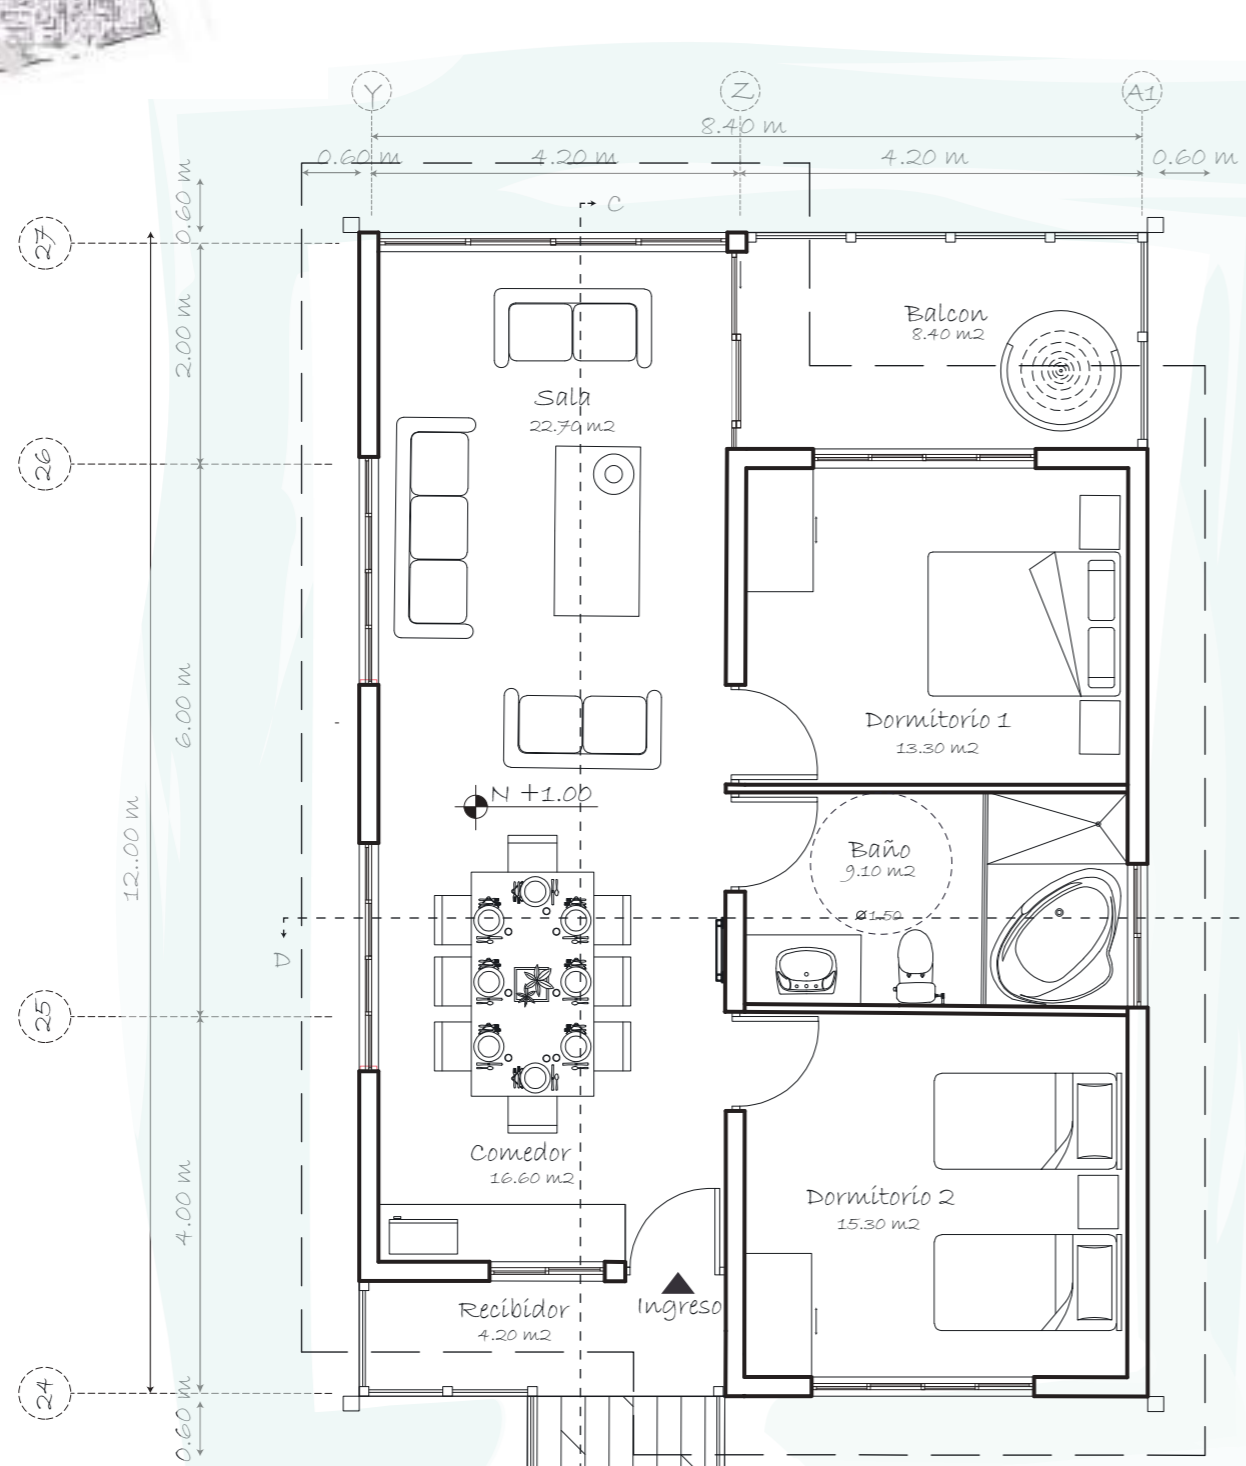 Y
Z
A1
8.40 m
0.60 m
4.20 m
4.20 m
0.60 m
0.60 m
C
27
2.00 m
Balcon
8.40 m2
Sala
22.70 m2
26
6.00 m
Dormitorio 1
13.30 m2
N +1.00
12..00 m
Baño
9.10 m2
ø1.50
D
25
Comedor
16.60 m2
4.00 m
Dormitorio 2
15.30 m2
Recibidor
4.20 m2
Ingreso
24
0.60 m